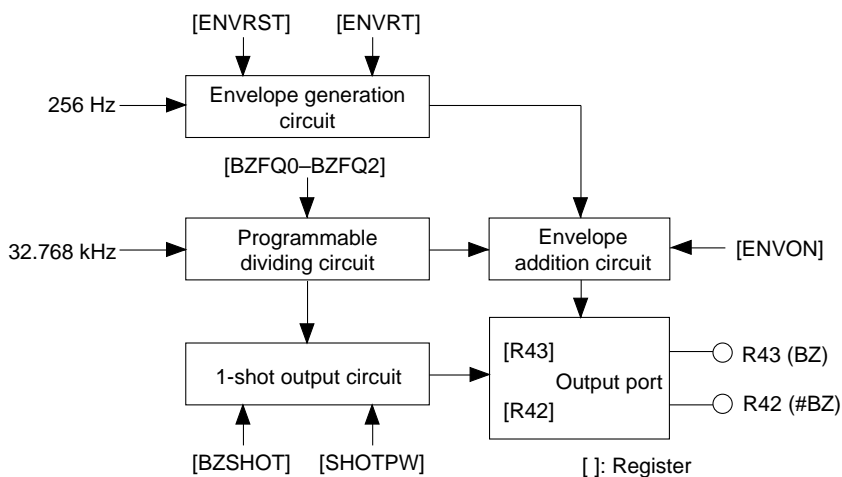 [ENVRST] [ENVRT]
256 Hz
Envelope generation
circuit
[BZFQ0–BZFQ2]
32.768 kHz
Programmable
dividing circuit
Envelope
addition circuit
[ENVON]
1-shot output circuit
[R43]
Output port
[R42]
R43 (BZ)
R42 (#BZ)
[BZSHOT] [SHOTPW]
[ ]: Register